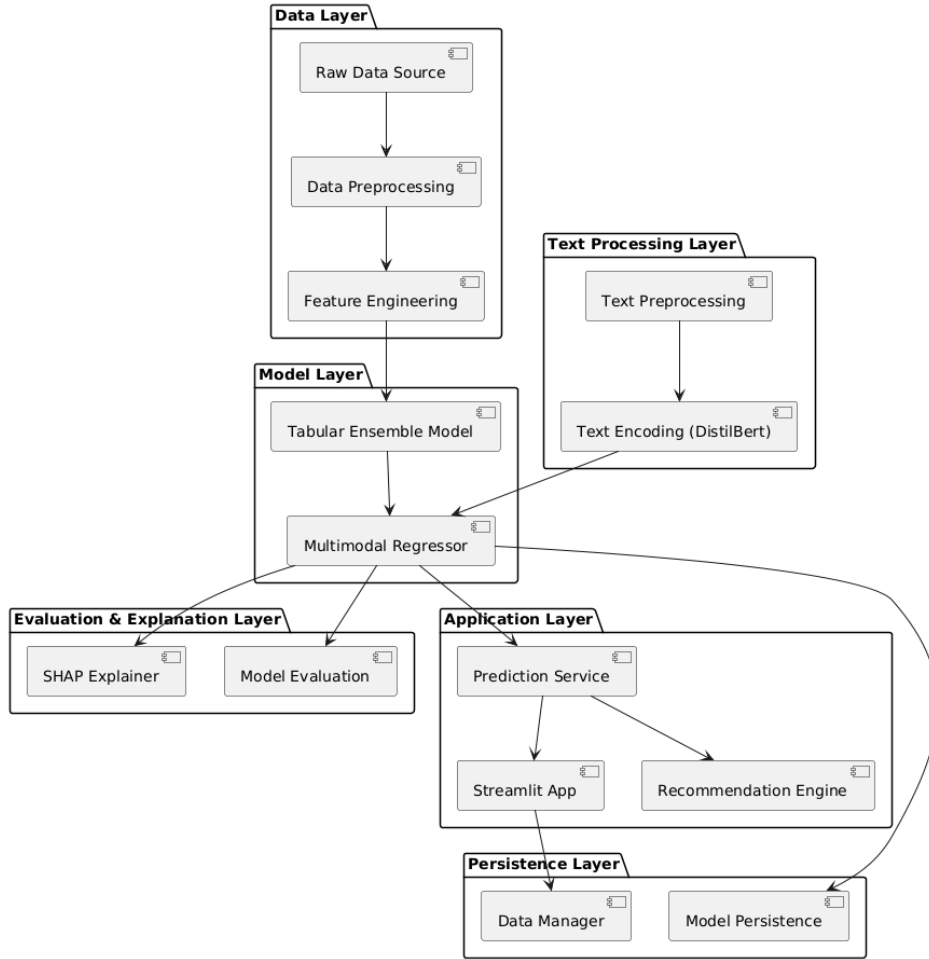 Data Layer
Raw Data Source
Data Preprocessing
Feature Engineering
Text Processing Layer
Text Preprocessing
Text Encoding (DistilBert)
Model Layer
Tabular Ensemble Model
Multimodal Regressor
Evaluation & Explanation Layer
SHAP Explainer
Model Evaluation
Application Layer
Prediction Service
Streamlit App
Recommendation Engine
Persistence Layer
Data Manager
Model Persistence